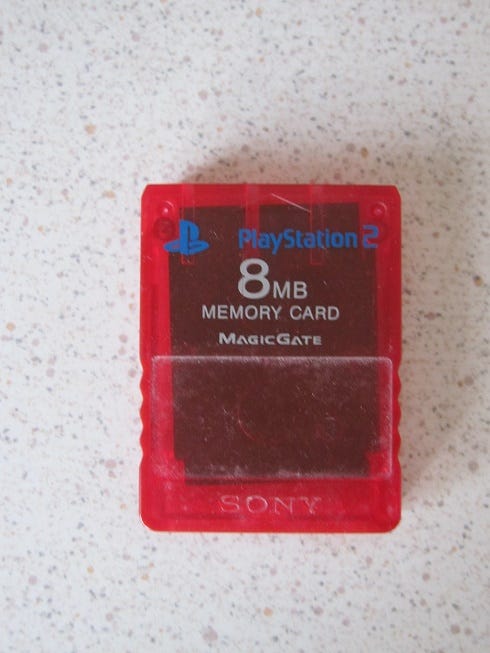 PlayStation 2
8MB
MEMORY CARD
MAGICGATE
SONY